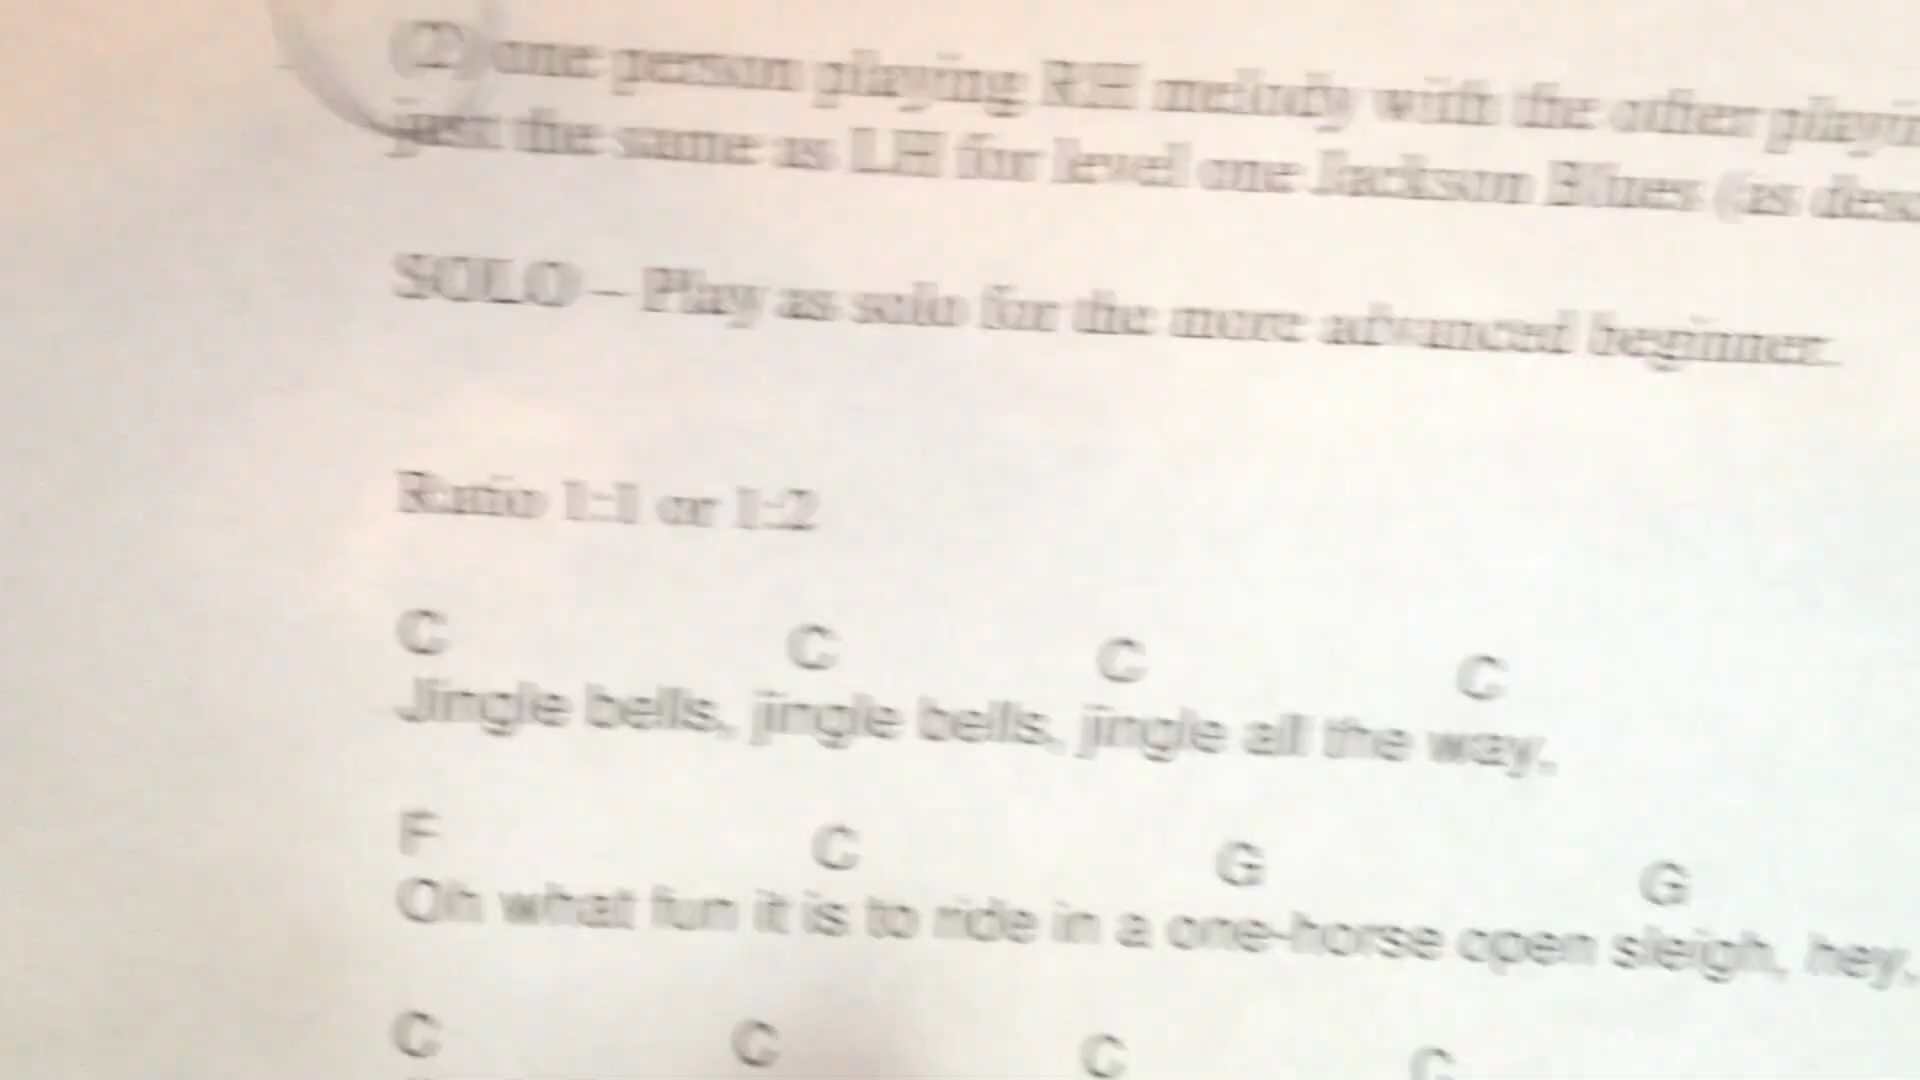 (2) one person playing RH melody with the other playin
just the same as LH for level one Jackson Blues (as desc
SOLO – Play as solo for the more advanced beginner.
Ratio 1:1 or 1:2
C C C C
Jingle bells, jingle bells, jingle all the way.
F C G G
Oh what fun it is to ride in a one-horse open sleigh, hey.
C C C C